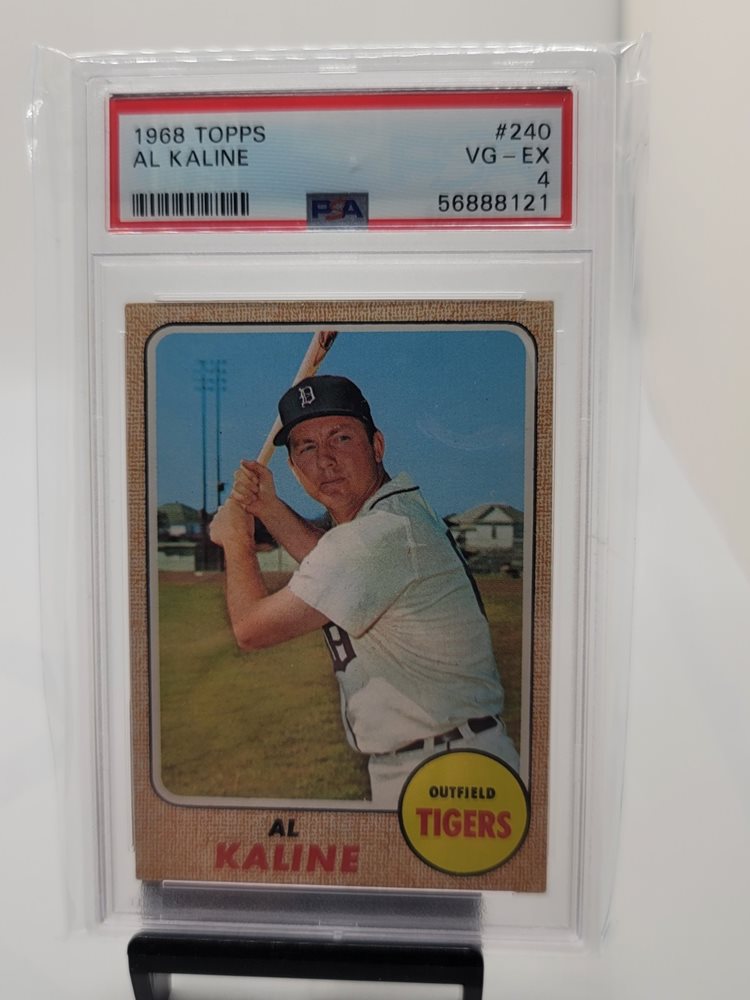 1968 TOPPS #240
AL KALINE VG - EX
4
PSA 56888121
D
OUTFIELD
TIGERS
AL
KALINE